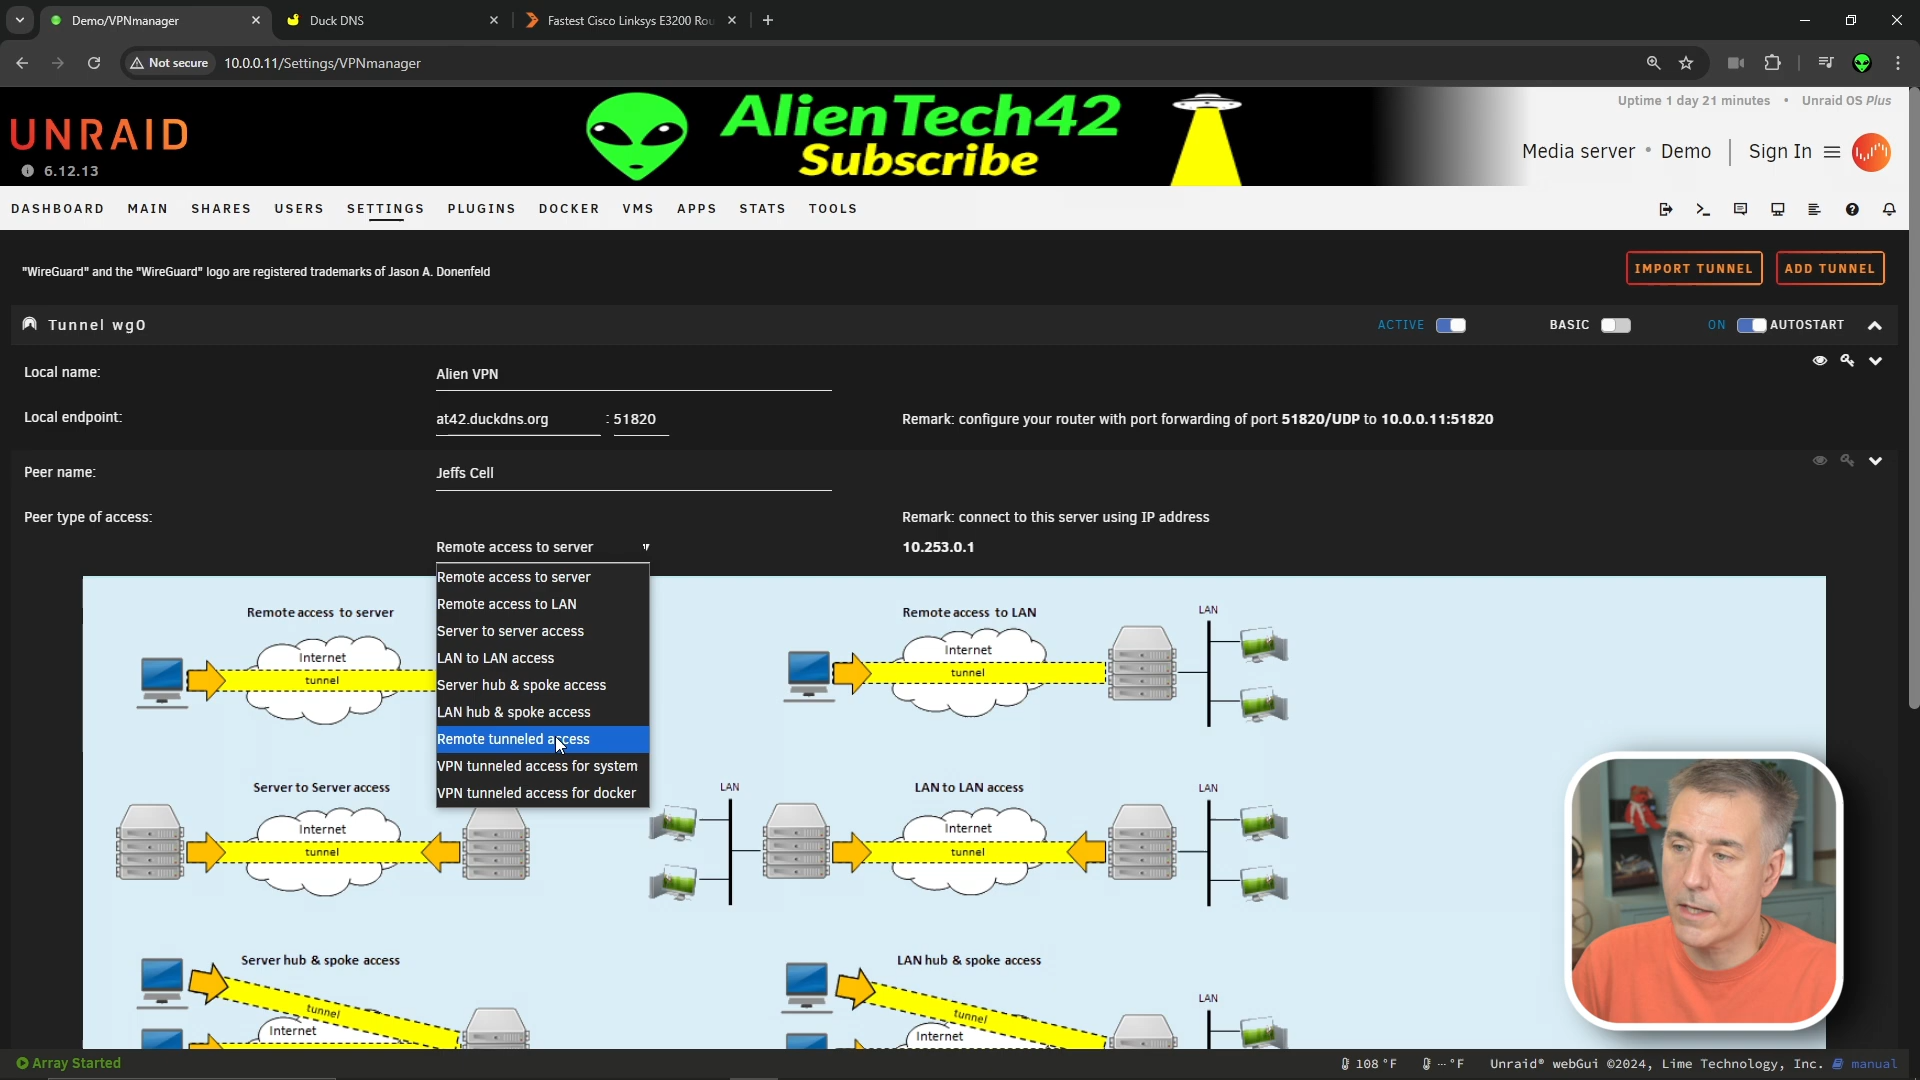 Demo/VPNmanager
Duck DNS
Fastest Cisco Linksys E3200 Rou
Not secure
10.0.0.11/Settings/VPNmanager
AlienTech42
Subscribe
Uptime 1 day 21 minutes • Unraid OS Plus
UNRAID
6.12.13
Media server • Demo
Sign In
DASHBOARD MAIN SHARES USERS SETTINGS PLUGINS DOCKER VMS APPS STATS TOOLS
"WireGuard" and the "WireGuard" logo are registered trademarks of Jason A. Donenfeld
IMPORT TUNNEL
ADD TUNNEL
Tunnel wg0
ACTIVE
BASIC
ON
AUTOSTART
Local name:
Alien VPN
Local endpoint:
at42.duckdns.org : 51820
Remark: configure your router with port forwarding of port 51820/UDP to 10.0.0.11:51820
Peer name:
Jeffs Cell
Peer type of access:
Remark: connect to this server using IP address
Remote access to server
10.253.0.1
Remote access to server
Remote access to LAN
Server to server access
LAN to LAN access
Server hub & spoke access
LAN hub & spoke access
Remote tunneled access
VPN tunneled access for system
VPN tunneled access for docker
Remote access to server
Internet
tunnel
Remote access to LAN
LAN
Internet
tunnel
Server to Server access
Internet
tunnel
LAN
LAN to LAN access
LAN
Internet
tunnel
Server hub & spoke access
tunnel
Internet
LAN hub & spoke access
LAN
tunnel
Internet
Array Started
108 °F
-- °F
Unraid® webGui ©2024, Lime Technology, Inc.
manual